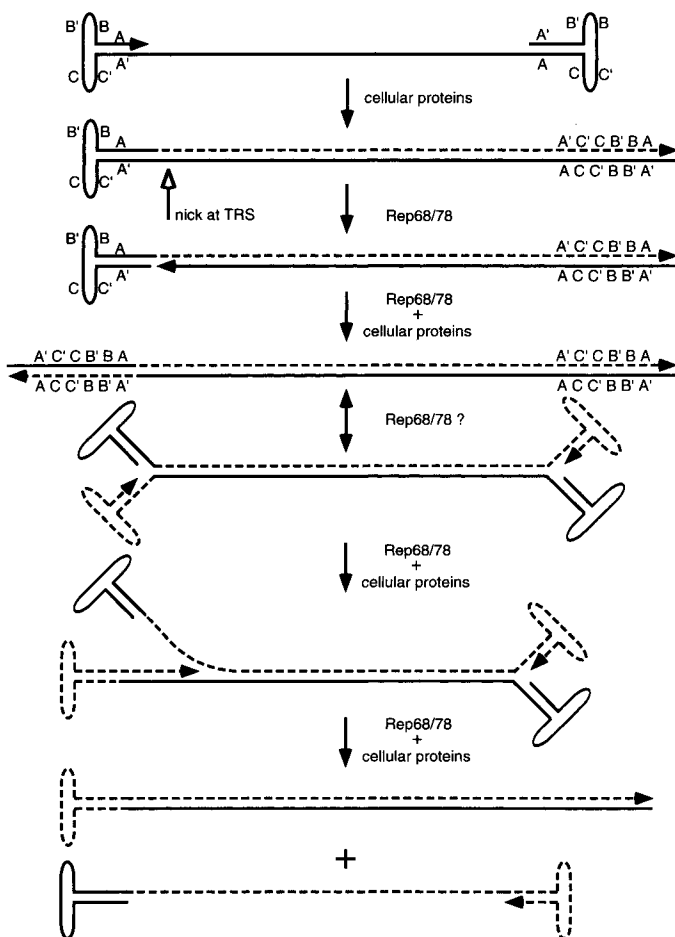 B' B
A
A'
C C'
A'
B' B
A
C C'
cellular proteins
B' B
A
A'
C C'
A' C' C B' B A
A C C' B B' A'
nick at TRS
Rep68/78
B' B
A
A'
C C'
A' C' C B' B A
A C C' B B' A'
Rep68/78
+
cellular proteins
A' C' C B' B A
A C C' B B' A'
A' C' C B' B A
A C C' B B' A'
Rep68/78 ?
Rep68/78
+
cellular proteins
Rep68/78
+
cellular proteins
+